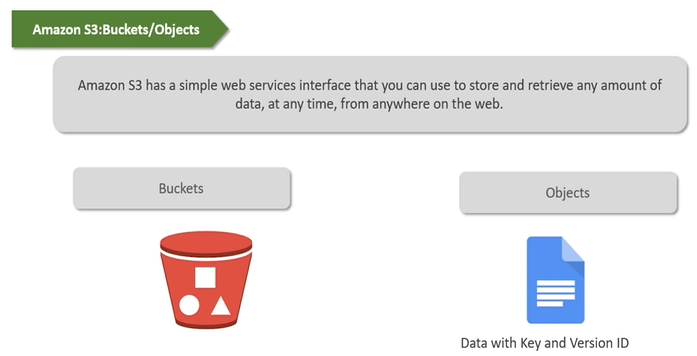 Amazon S3:Buckets/Objects
Amazon S3 has a simple web services interface that you can use to store and retrieve any amount of
data, at any time, from anywhere on the web.
Buckets
Objects
Data with Key and Version ID